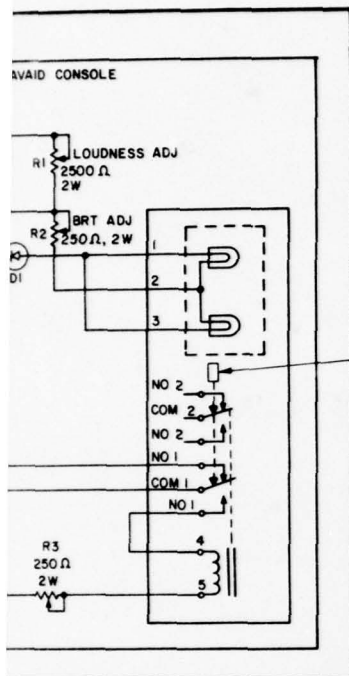 AVAID CONSOLE
LOUDNESS ADJ
R1
2500 Ω
2W
BRT ADJ
R2
250Ω, 2W
1
D1
2
3
NO 2
COM 2
NO 2
NO 1
COM 1
NO 1
4
R3
250 Ω
2W
5